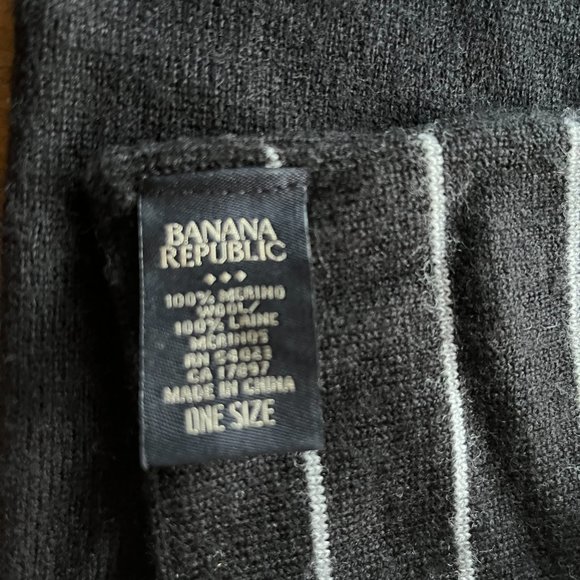 BANANA
REPUBLIC
100% MERINO
WOOL/
100% LAINE
MERINOS
RN 54023
CA 17897
MADE IN CHINA
ONE SIZE